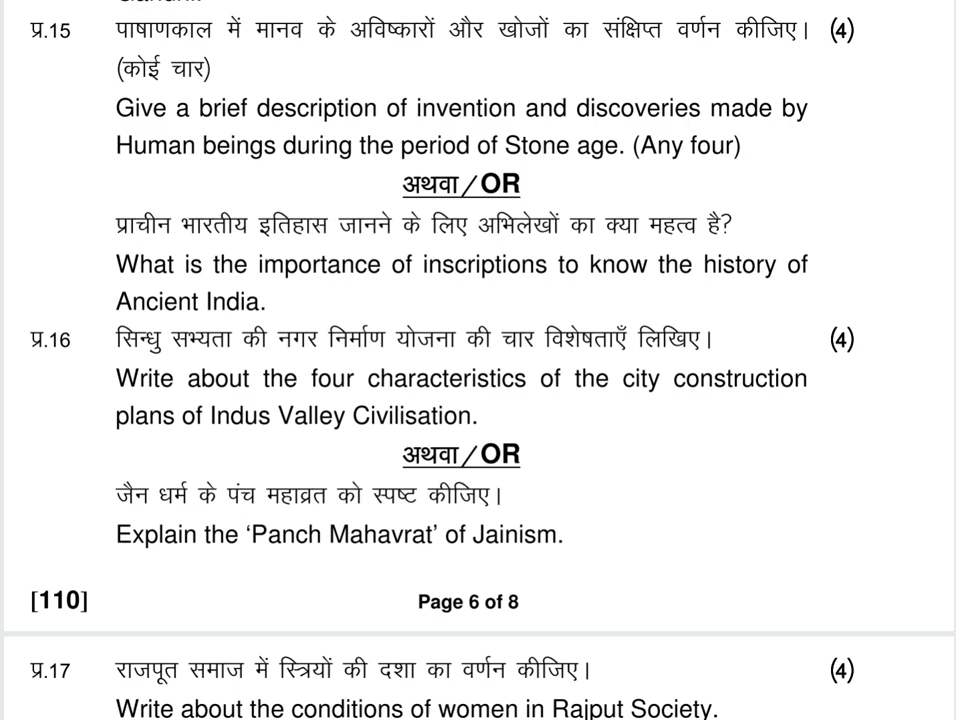 प्र.15 पाषाणकाल में मानव के अविष्कारों और खोजों का संक्षिप्त वर्णन कीजिए। (4)
(कोई चार)
Give a brief description of invention and discoveries made by
Human beings during the period of Stone age. (Any four)
अथवा/OR
प्राचीन भारतीय इतिहास जानने के लिए अभिलेखों का क्या महत्व है?
What is the importance of inscriptions to know the history of
Ancient India.
प्र.16 सिन्धु सभ्यता की नगर निर्माण योजना की चार विशेषताएँ लिखिए। (4)
Write about the four characteristics of the city construction
plans of Indus Valley Civilisation.
अथवा/OR
जैन धर्म के पंच महाव्रत को स्पष्ट कीजिए।
Explain the ‘Panch Mahavrat’ of Jainism.
[110] Page 6 of 8
प्र.17 राजपूत समाज में स्त्रियों की दशा का वर्णन कीजिए। (4)
Write about the conditions of women in Rajput Society.